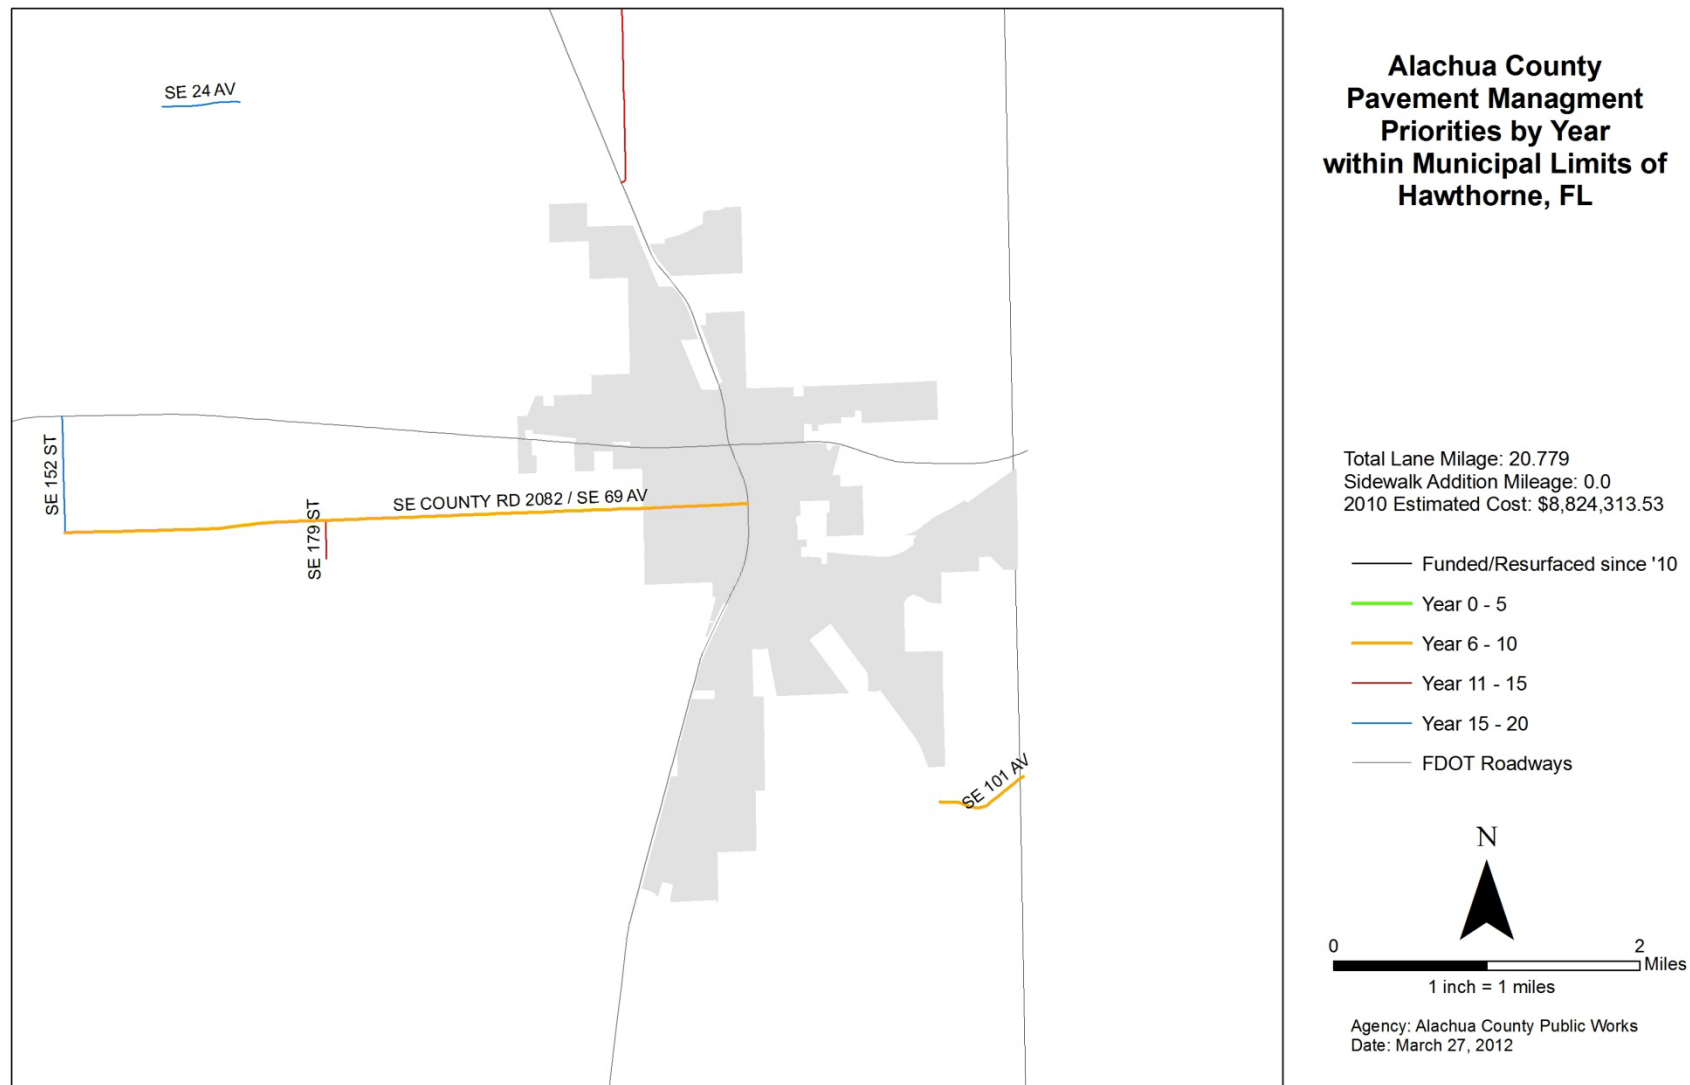 Alachua County
Pavement Managment
Priorities by Year
within Municipal Limits of
Hawthorne, FL
SE 24 AV
SE 152 ST
SE 179 ST
SE COUNTY RD 2082 / SE 69 AV
SE 101 AV
Total Lane Milage: 20.779
Sidewalk Addition Mileage: 0.0
2010 Estimated Cost: $8,824,313.53
Funded/Resurfaced since '10
Year 0 - 5
Year 6 - 10
Year 11 - 15
Year 15 - 20
FDOT Roadways
N
0 2
Miles
1 inch = 1 miles
Agency: Alachua County Public Works
Date: March 27, 2012